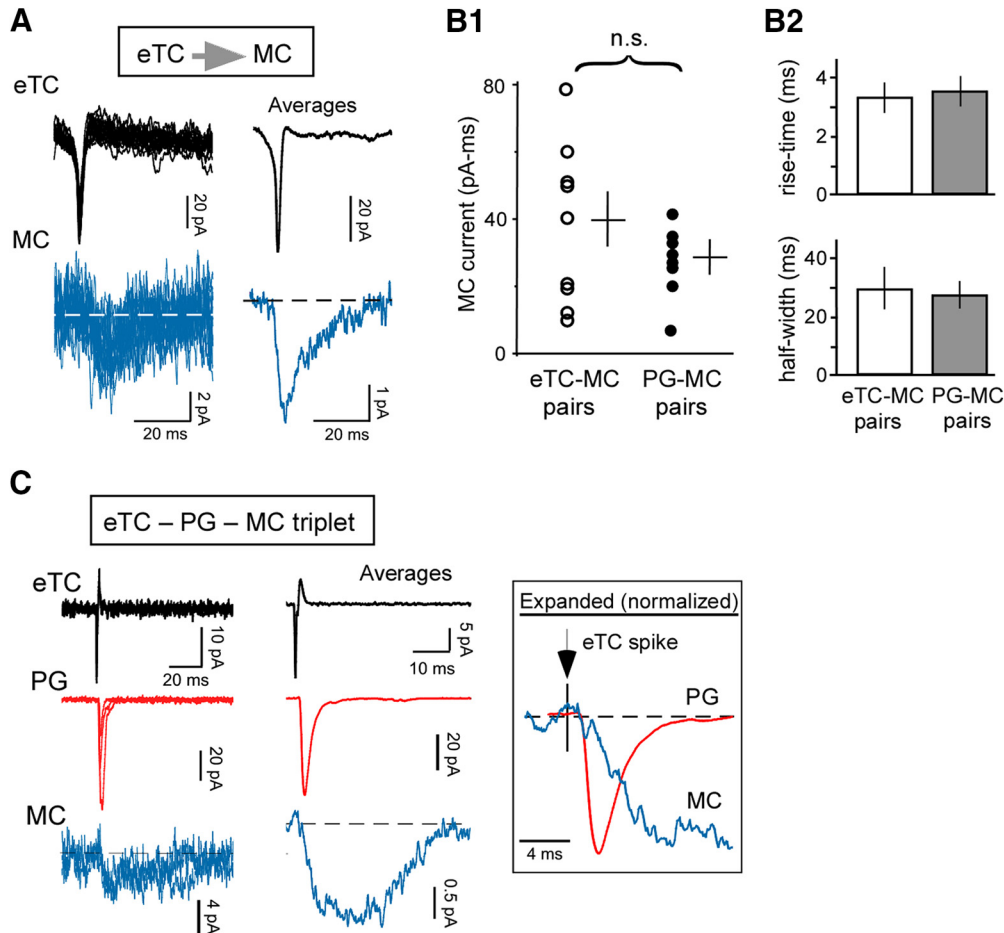 A
eTC MC
eTC
Averages
20 pA
20 pA
MC
2 pA
20 ms
1 pA
20 ms
B1
n.s.
MC current (pA-ms)
80
40
0
eTC-MC pairs
PG-MC pairs
B2
rise-time (ms)
4
2
0
half-width (ms)
40
20
0
eTC-MC pairs
PG-MC pairs
C
eTC – PG – MC triplet
eTC
Averages
10 pA
20 ms
5 pA
10 ms
PG
20 pA
20 pA
MC
4 pA
0.5 pA
Expanded (normalized)
eTC spike
PG
MC
4 ms